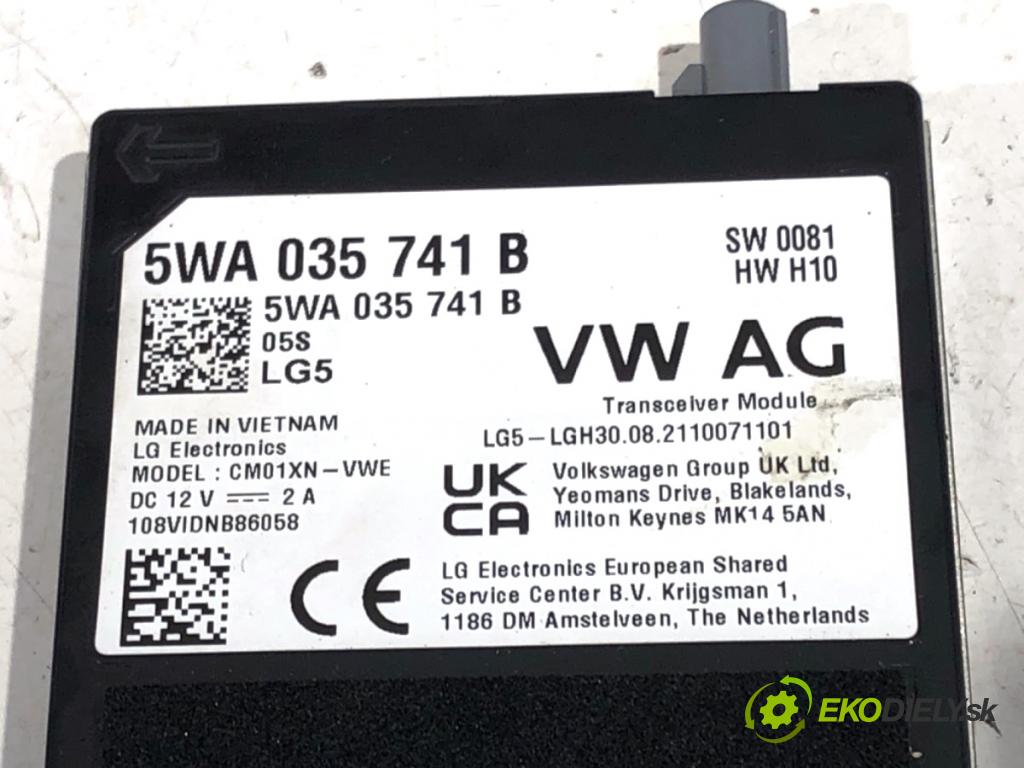 5WA 035 741 B
SW 0081
HW H10
5WA 035 741 B
05S
LG5
VW AG
Transceiver Module
LG5-LGH30.08.2110071101
MADE IN VIETNAM
LG Electronics
MODEL : CM01XN-VWE
DC 12 V ⎓ 2 A
108VIDNB86058
UK
CA
Volkswagen Group UK Ltd,
Yeomans Drive, Blakelands,
Milton Keynes MK14 5AN
CE
LG Electronics European Shared
Service Center B.V. Krijgsman 1,
1186 DM Amstelveen, The Netherlands
EKODIELY.sk